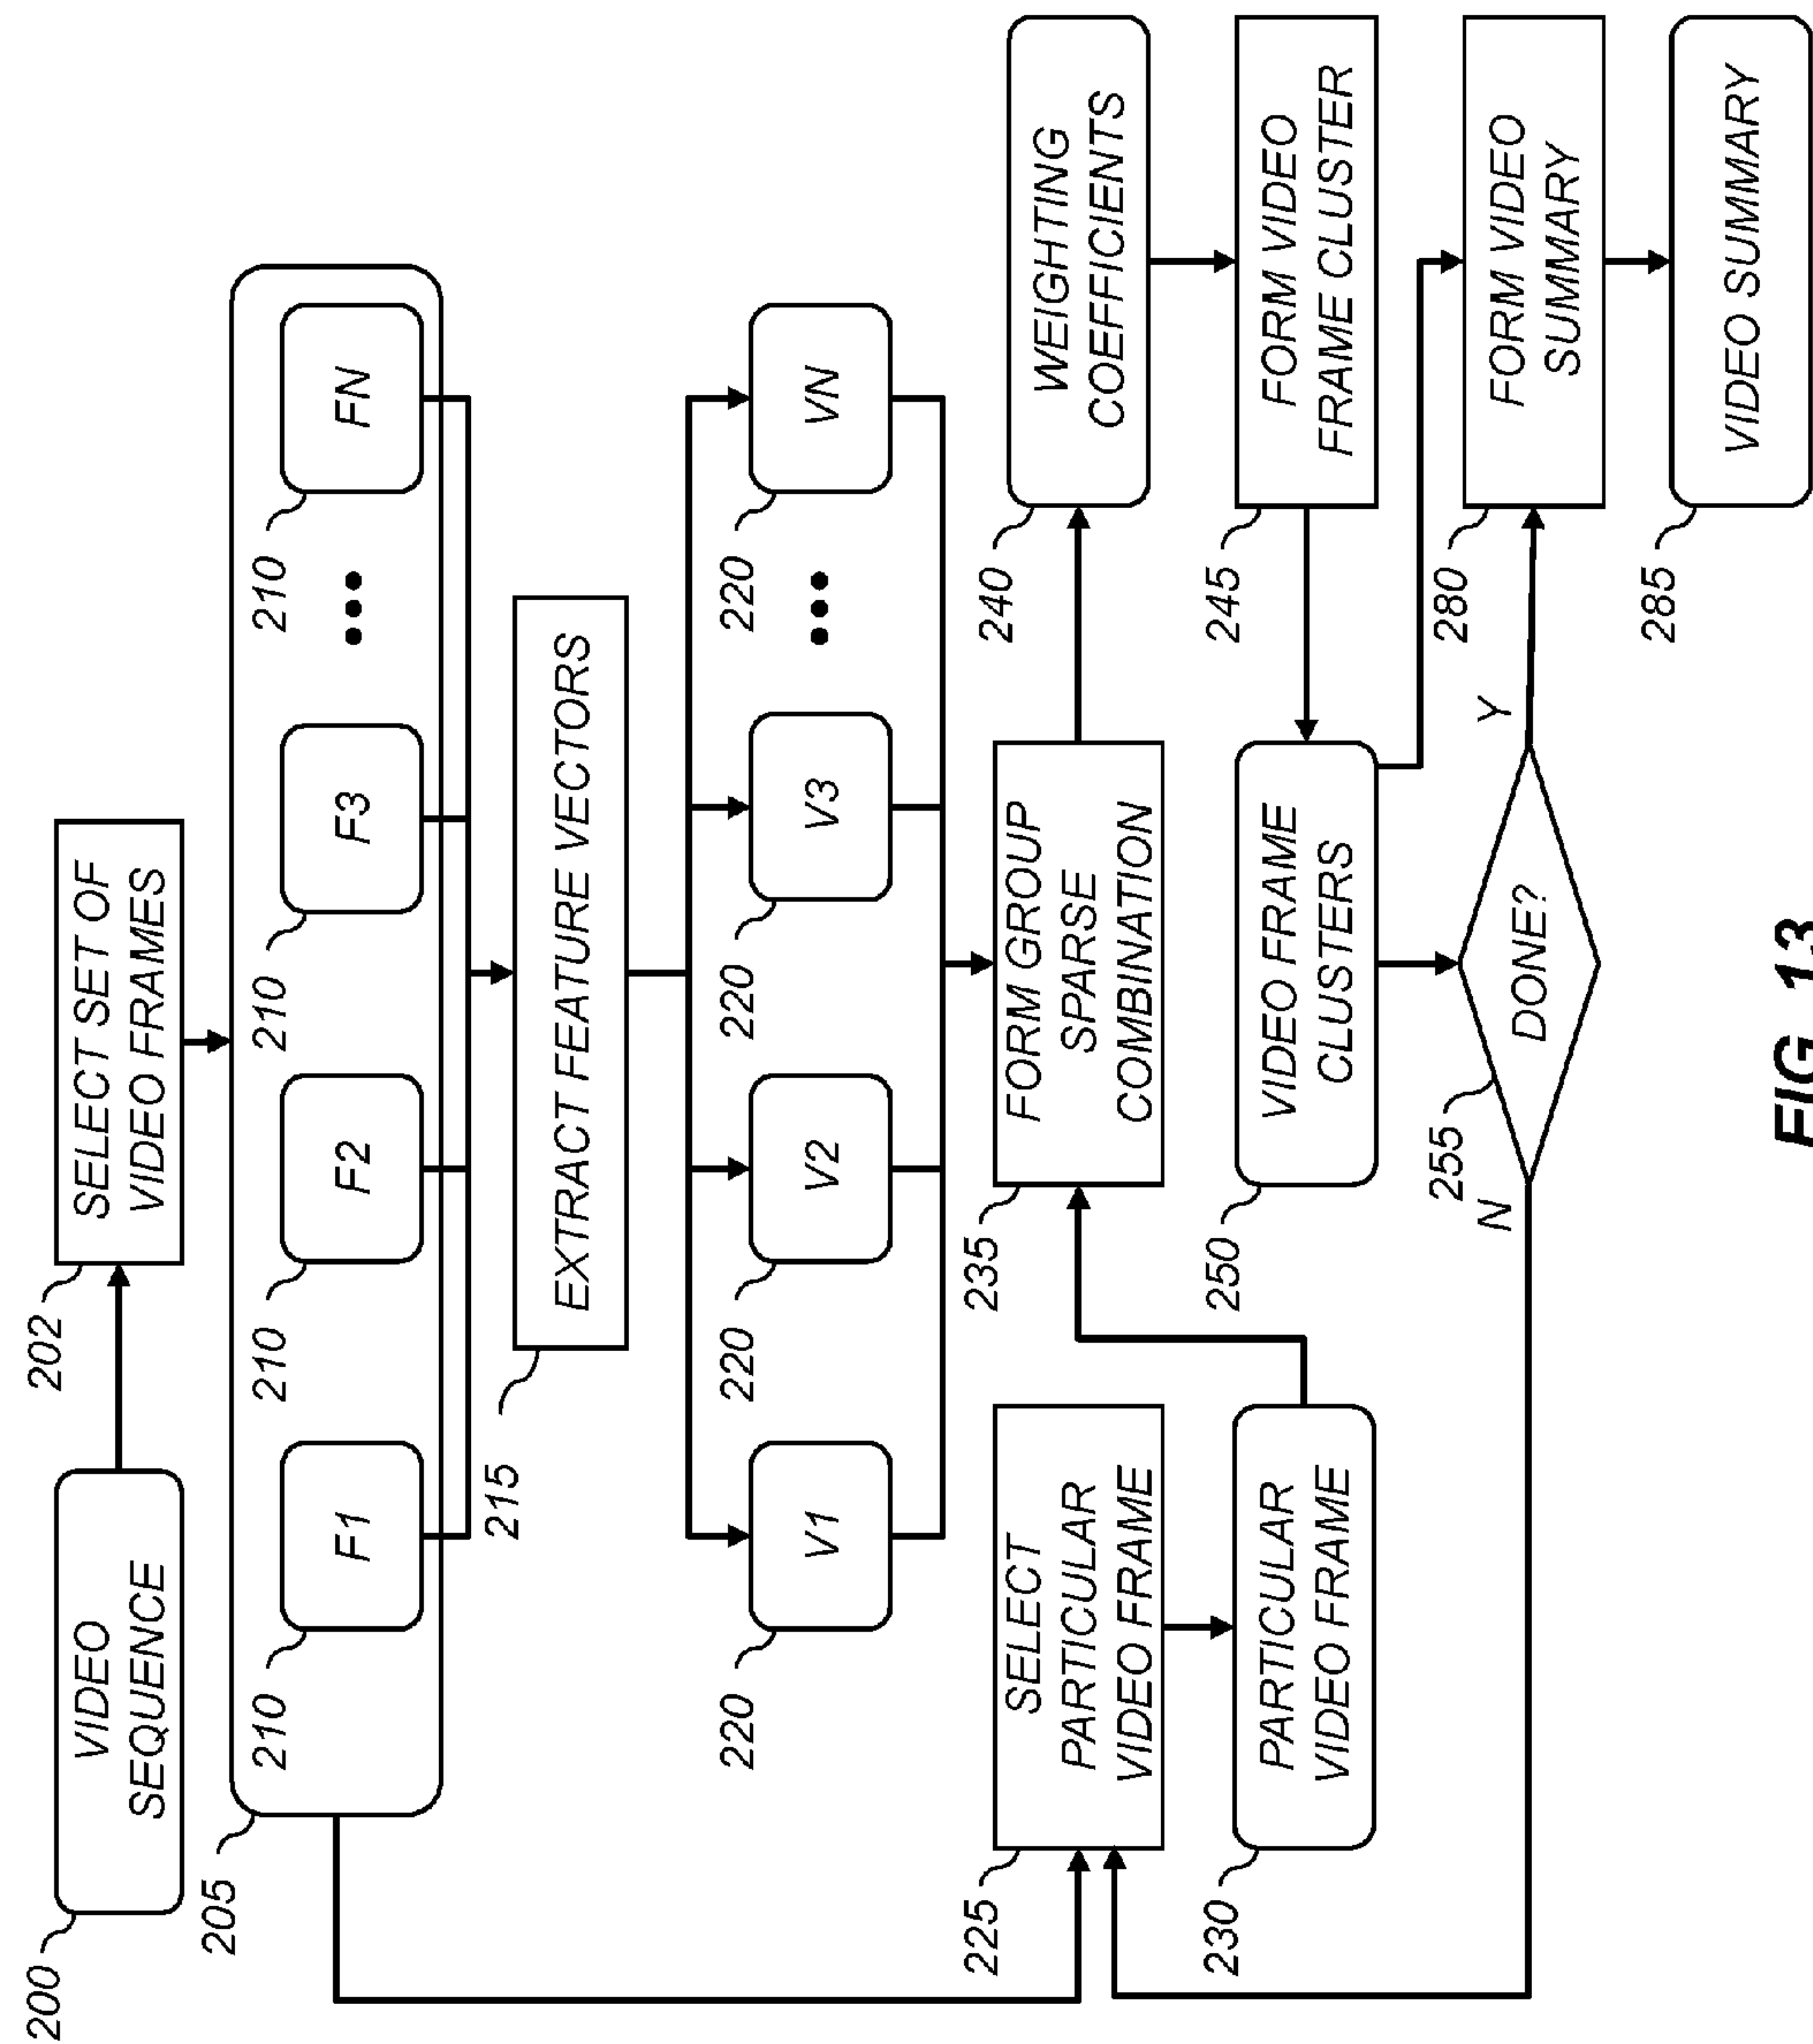 200
VIDEO
SEQUENCE
202
SELECT SET OF
VIDEO FRAMES
205
210
F1
210
F2
210
F3
210
FN
215
EXTRACT FEATURE VECTORS
220
V1
220
V2
220
V3
220
VN
225
SELECT
PARTICULAR
VIDEO FRAME
235
FORM GROUP
SPARSE
COMBINATION
240
WEIGHTING
COEFFICIENTS
230
PARTICULAR
VIDEO FRAME
250
VIDEO FRAME
CLUSTERS
245
FORM VIDEO
FRAME CLUSTER
N
255
DONE?
Y
280
FORM VIDEO
SUMMARY
285
VIDEO SUMMARY
FIG. 13